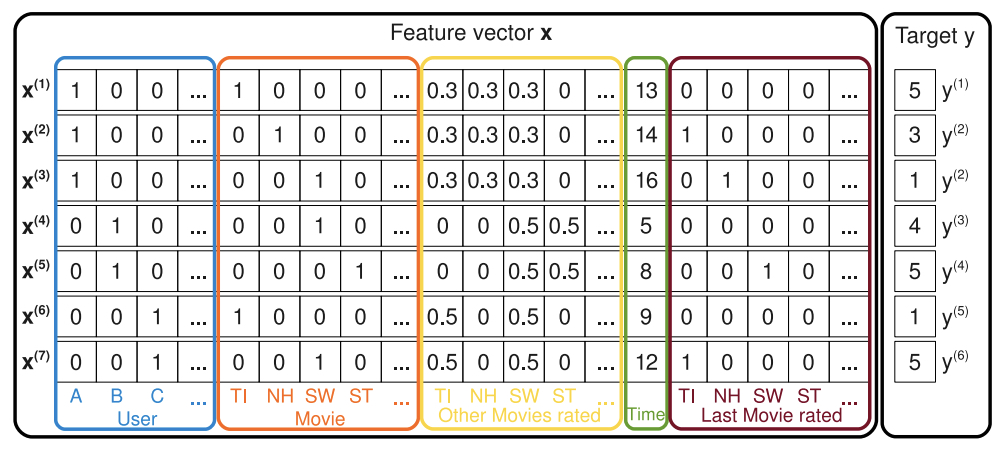 Feature vector x Target y
x(1) 1 0 0 ... 1 0 0 0 ... 0.3 0.3 0.3 0 ... 13 0 0 0 0 ... 5 y(1)
x(2) 1 0 0 ... 0 1 0 0 ... 0.3 0.3 0.3 0 ... 14 1 0 0 0 ... 3 y(2)
x(3) 1 0 0 ... 0 0 1 0 ... 0.3 0.3 0.3 0 ... 16 0 1 0 0 ... 1 y(2)
x(4) 0 1 0 ... 0 0 1 0 ... 0 0 0.5 0.5 ... 5 0 0 0 0 ... 4 y(3)
x(5) 0 1 0 ... 0 0 0 1 ... 0 0 0.5 0.5 ... 8 0 0 1 0 ... 5 y(4)
x(6) 0 0 1 ... 1 0 0 0 ... 0.5 0 0.5 0 ... 9 0 0 0 0 ... 1 y(5)
x(7) 0 0 1 ... 0 0 1 0 ... 0.5 0 0.5 0 ... 12 1 0 0 0 ... 5 y(6)
A B C ... TI NH SW ST ... TI NH SW ST ... TI NH SW ST ...
User Movie Other Movies rated Time Last Movie rated